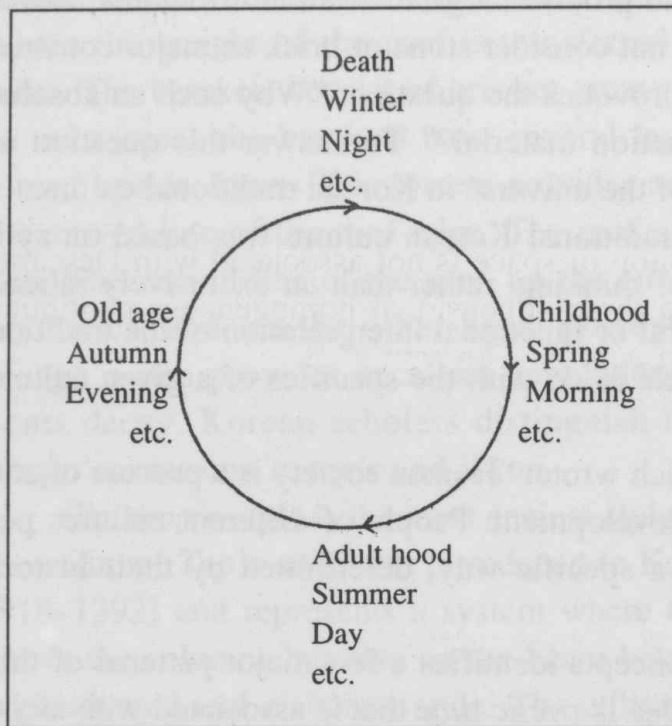 Death
Winter
Night
etc.
Old age
Autumn
Evening
etc.
Childhood
Spring
Morning
etc.
Adult hood
Summer
Day
etc.